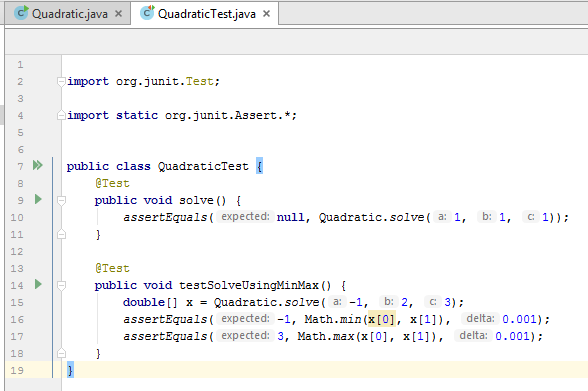 Quadratic.java × QuadraticTest.java ×
1
2 import org.junit.Test;
3
4 import static org.junit.Assert.*;
5
6
7 public class QuadraticTest {
8 @Test
9 public void solve() {
10 assertEquals( expected: null, Quadratic.solve( a: 1, b: 1, c: 1));
11 }
12
13 @Test
14 public void testSolveUsingMinMax() {
15 double[] x = Quadratic.solve( a: -1, b: 2, c: 3);
16 assertEquals( expected: -1, Math.min(x[0], x[1]), delta: 0.001);
17 assertEquals( expected: 3, Math.max(x[0], x[1]), delta: 0.001);
18 }
19 }